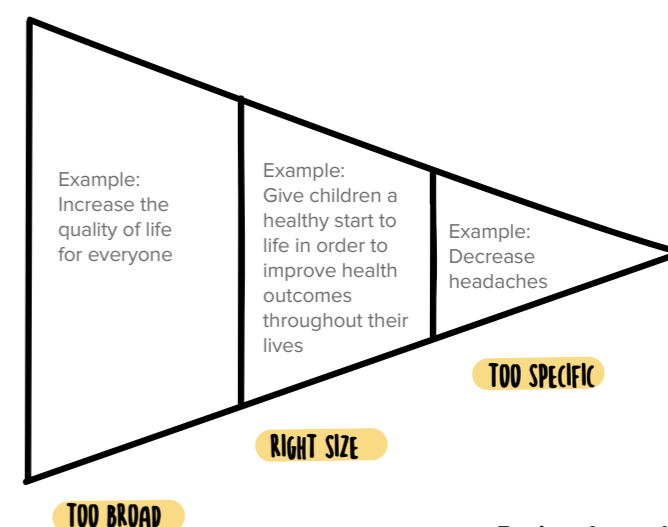 Example:
Increase the
quality of life
for everyone
Example:
Give children a
healthy start to
life in order to
improve health
outcomes
throughout their
lives
Example:
Decrease
headaches
TOO SPECIFIC
RIGHT SIZE
TOO BROAD